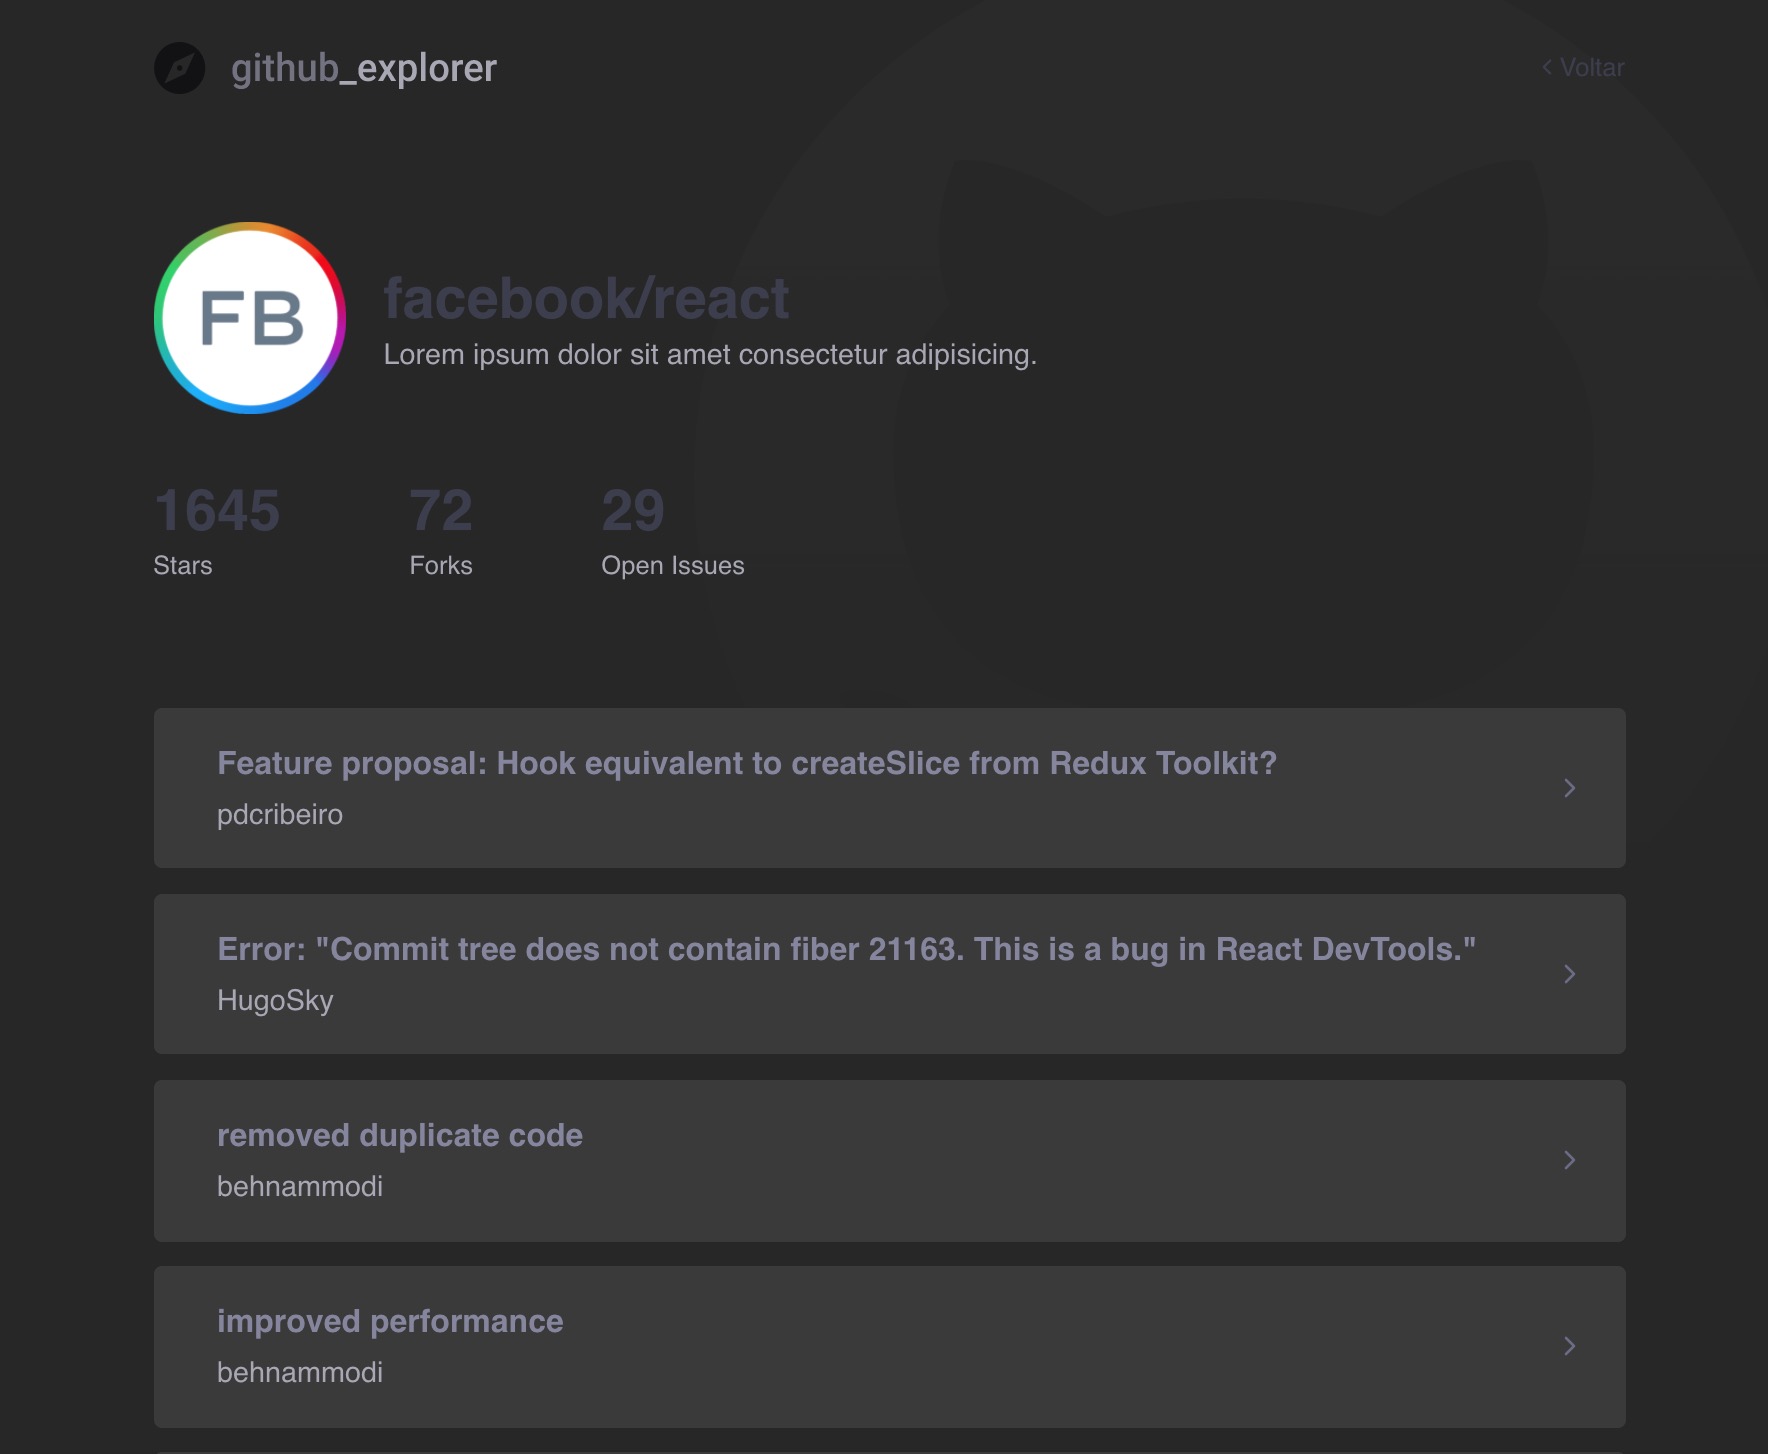 github_explorer
Voltar
FB
facebook/react
Lorem ipsum dolor sit amet consectetur adipisicing.
1645 72 29
Stars Forks Open Issues
Feature proposal: Hook equivalent to createSlice from Redux Toolkit?
pdcribeiro
Error: "Commit tree does not contain fiber 21163. This is a bug in React DevTools."
HugoSky
removed duplicate code
behnammodi
improved performance
behnammodi